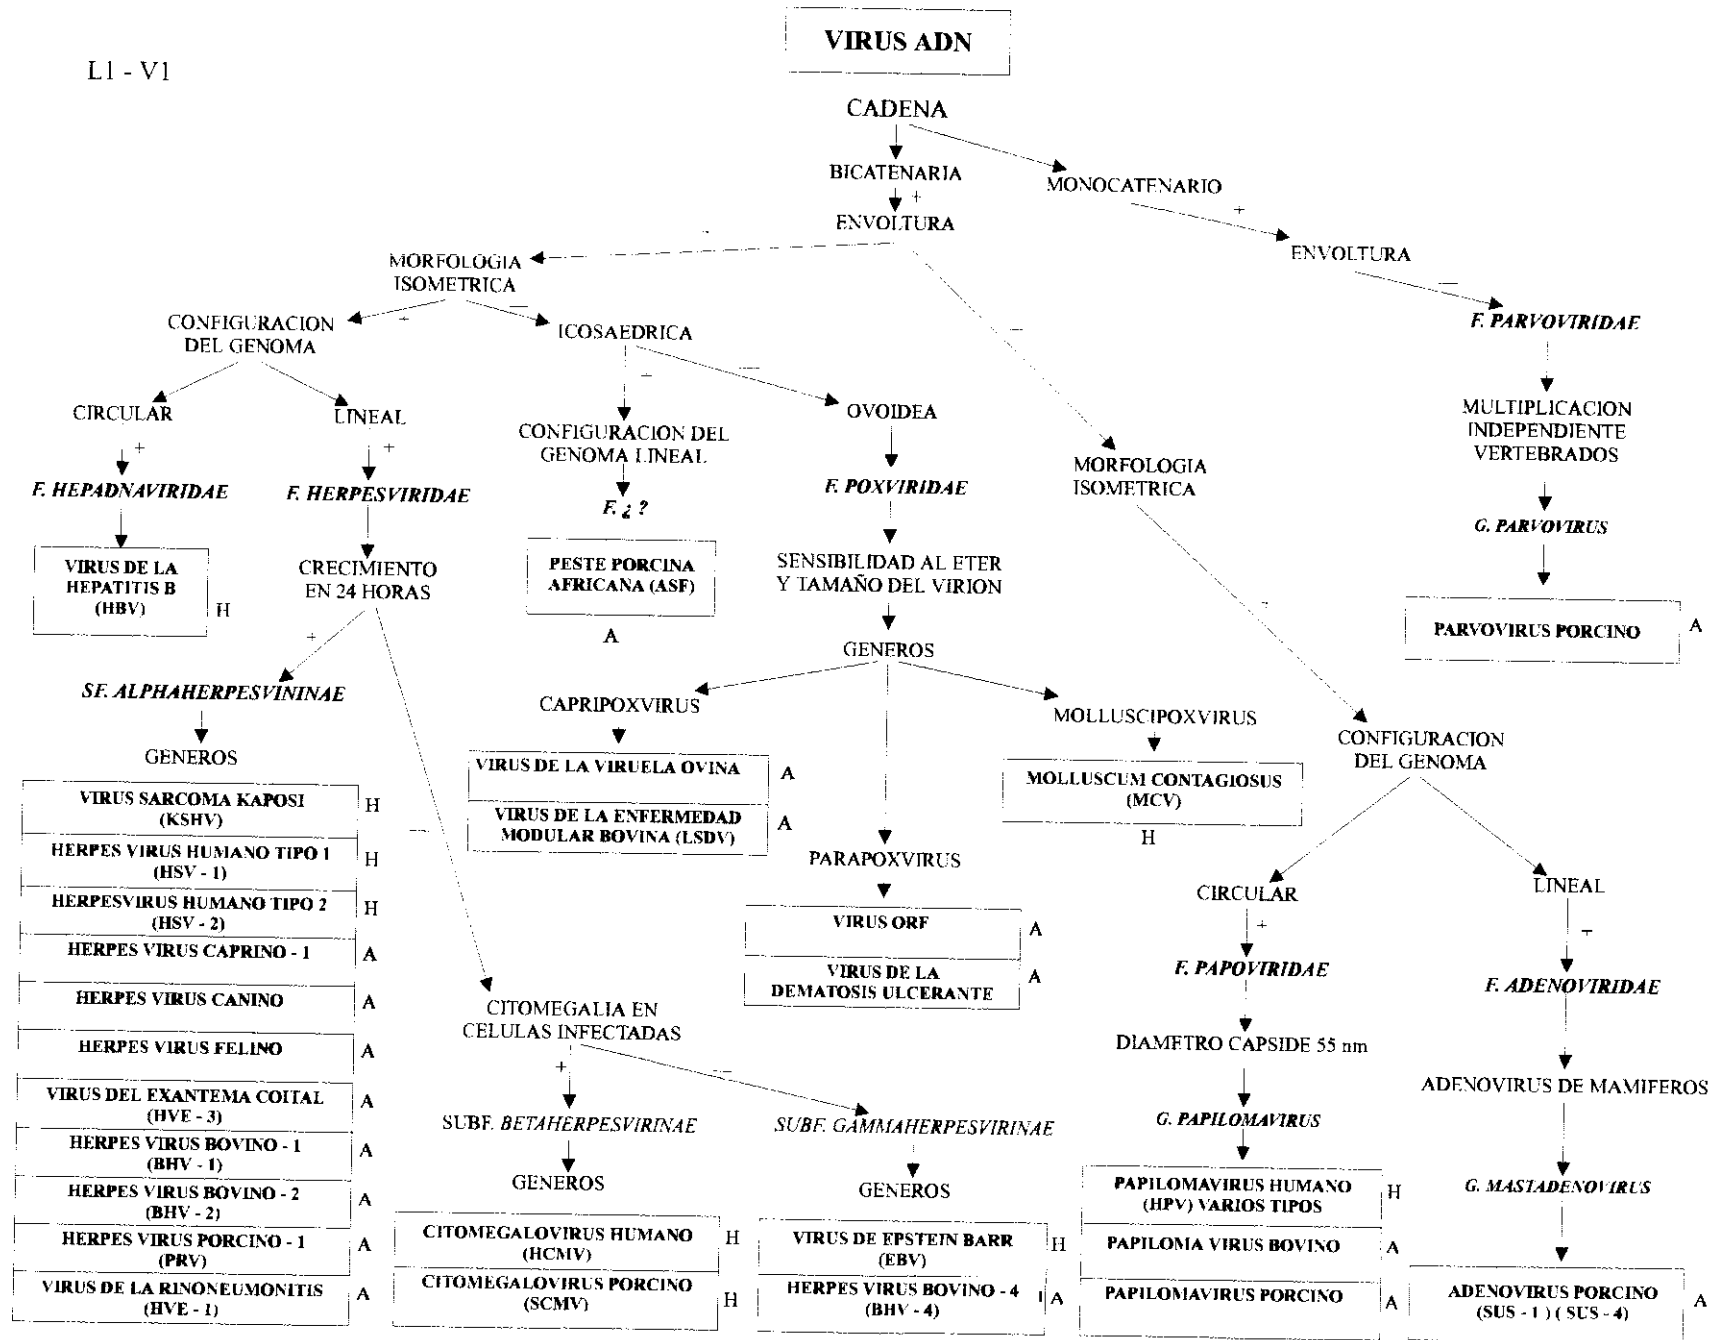 VIRUS ADN
L1 - V1
CADENA
BICATENARIA
MONOCATENARIO
+
+
ENVOLTURA
ENVOLTURA
MORFOLOGIA
ISOMETRICA
+
—
—
—
CONFIGURACION
DEL GENOMA
ICOSAEDRICA
F. PARVOVIRIDAE
+
—
CIRCULAR
LINEAL
OVOIDEA
MULTIPLICACION
INDEPENDIENTE
VERTEBRADOS
+
+
CONFIGURACION DEL
GENOMA LINEAL
MORFOLOGIA
ISOMETRICA
F. HEPADNAVIRIDAE
F. HERPESVIRIDAE
F. ¿ ?
F. POXVIRIDAE
G. PARVOVIRUS
VIRUS DE LA
HEPATITIS B
(HBV)
H
CRECIMIENTO
EN 24 HORAS
PESTE PORCINA
AFRICANA (ASF)
A
SENSIBILIDAD AL ETER
Y TAMAÑO DEL VIRION
PARVOVIRUS PORCINO
A
+
GENEROS
SF. ALPHAHERPESVININAE
CAPRIPOXVIRUS
MOLLUSCIPOXVIRUS
GENEROS
CONFIGURACION
DEL GENOMA
VIRUS DE LA VIRUELA OVINA
A
VIRUS DE LA ENFERMEDAD
MODULAR BOVINA (LSDV)
A
MOLLUSCUM CONTAGIOSUS
(MCV)
H
VIRUS SARCOMA KAPOSI
(KSHV)
H
HERPES VIRUS HUMANO TIPO 1
(HSV - 1)
H
HERPESVIRUS HUMANO TIPO 2
(HSV - 2)
H
HERPES VIRUS CAPRINO - 1
A
HERPES VIRUS CANINO
A
HERPES VIRUS FELINO
A
VIRUS DEL EXANTEMA COITAL
(HVE - 3)
A
HERPES VIRUS BOVINO - 1
(BHV - 1)
A
HERPES VIRUS BOVINO - 2
(BHV - 2)
A
HERPES VIRUS PORCINO - 1
(PRV)
A
VIRUS DE LA RINONEUMONITIS
(HVE - 1)
A
—
PARAPOXVIRUS
VIRUS ORF
A
VIRUS DE LA
DEMATOSIS ULCERANTE
A
CIRCULAR
LINEAL
+
F. PAPOVIRIDAE
F. ADENOVIRIDAE
CITOMEGALIA EN
CELULAS INFECTADAS
+
—
DIAMETRO CAPSIDE 55 nm
ADENOVIRUS DE MAMIFEROS
SUBF. BETAHERPESVIRINAE
SUBF. GAMMAHERPESVIRINAE
G. PAPILOMAVIRUS
G. MASTADENOVIRUS
GENEROS
GENEROS
CITOMEGALOVIRUS HUMANO
(HCMV)
H
CITOMEGALOVIRUS PORCINO
(SCMV)
H
VIRUS DE EPSTEIN BARR
(EBV)
H
HERPES VIRUS BOVINO - 4
(BHV - 4)
A
PAPILOMAVIRUS HUMANO
(HPV) VARIOS TIPOS
H
PAPILOMA VIRUS BOVINO
A
PAPILOMAVIRUS PORCINO
A
ADENOVIRUS PORCINO
(SUS - 1 ) ( SUS - 4)
A